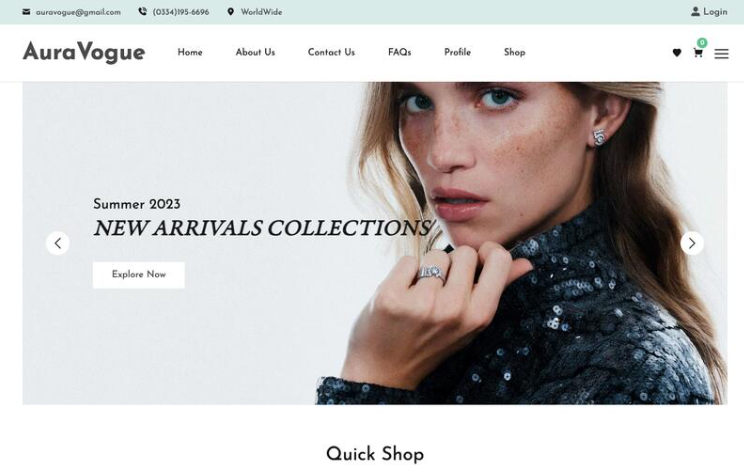 auravogue@gmail.com (0334)195-6696 WorldWide Login
AuraVogue Home About Us Contact Us FAQs Profile Shop 0
Summer 2023
NEW ARRIVALS COLLECTIONS
Explore Now
Quick Shop